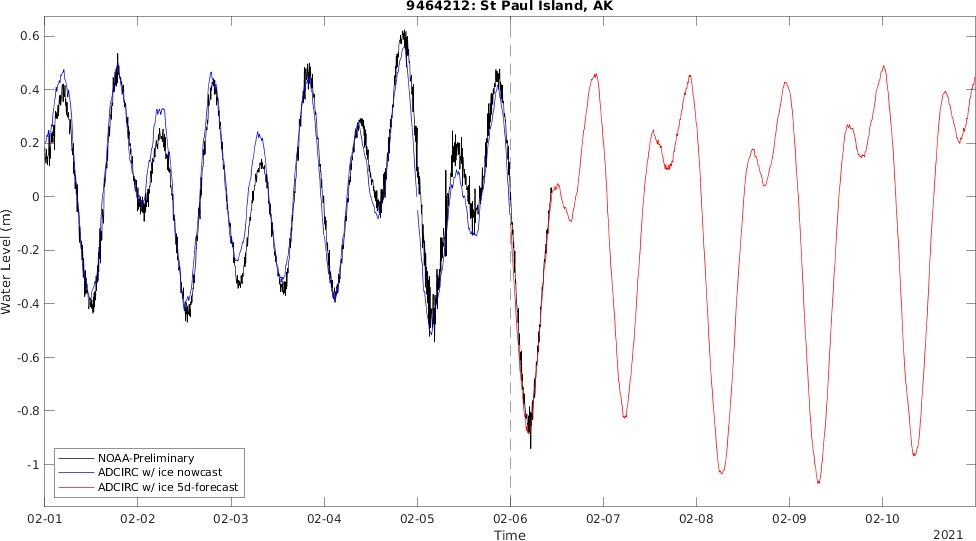 9464212: St Paul Island, AK
Water Level (m)
0.6
0.4
0.2
0
-0.2
-0.4
-0.6
-0.8
-1
NOAA-Preliminary
ADCIRC w/ ice nowcast
ADCIRC w/ ice 5d-forecast
02-01 02-02 02-03 02-04 02-05 02-06 02-07 02-08 02-09 02-10
Time
2021